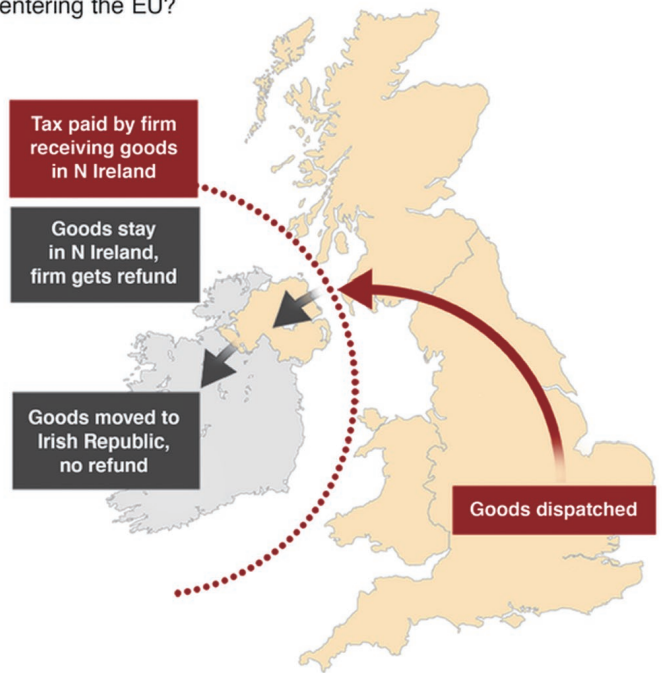 entering the EU?
Tax paid by firm
receiving goods
in N Ireland
Goods stay
in N Ireland,
firm gets refund
Goods moved to
Irish Republic,
no refund
Goods dispatched